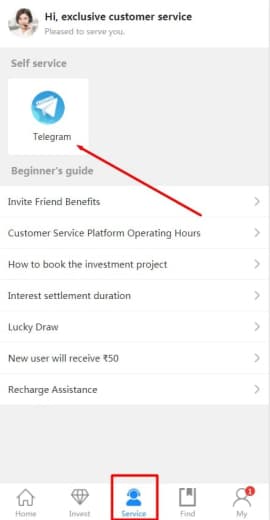 Hi, exclusive customer service
Pleased to serve you.
Self service
Telegram
Beginner's guide
Invite Friend Benefits
Customer Service Platform Operating Hours
How to book the investment project
Interest settlement duration
Lucky Draw
New user will receive ₹50
Recharge Assistance
1
Home Invest Service Find My